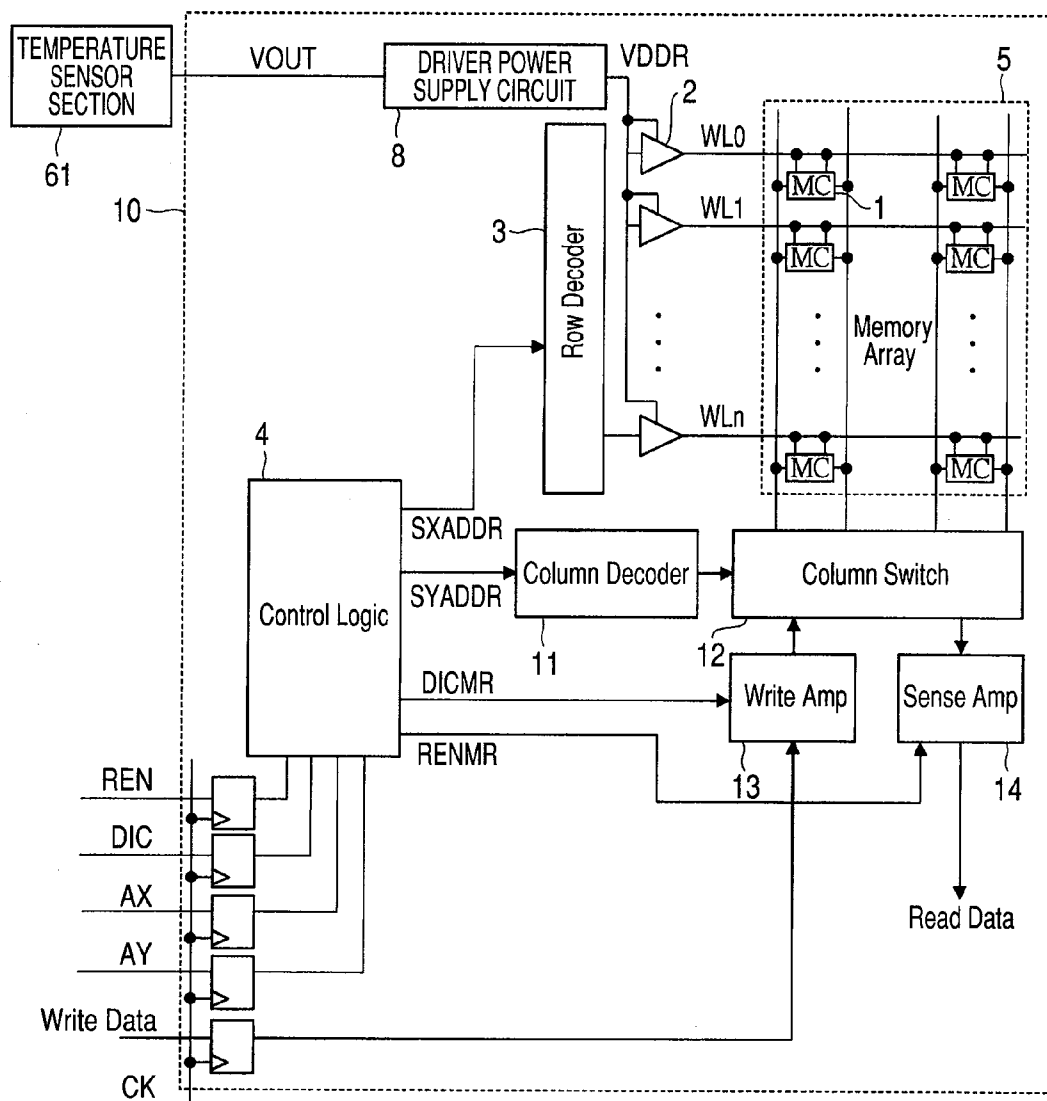 TEMPERATURE
SENSOR
SECTION
61
VOUT
DRIVER POWER
SUPPLY CIRCUIT
8
VDDR
2
5
WL0
MC
MC
1
10
3
Row Decoder
WL1
MC
MC
Memory
Array
WLn
MC
MC
4
Control Logic
SXADDR
SYADDR
Column Decoder
11
Column Switch
12
DICMR
Write Amp
13
Sense Amp
14
RENMR
REN
DIC
AX
AY
Write Data
CK
Read Data